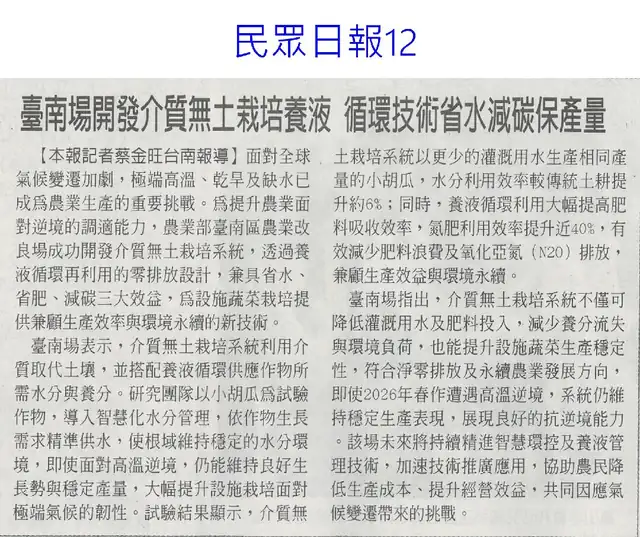 民眾日報12
臺南場開發介質無土栽培養液 循環技術省水減碳保產量
【本報記者蔡金旺台南報導】面對全球
氣候變遷加劇，極端高溫、乾旱及缺水已
成為農業生產的重要挑戰。為提升農業面
對逆境的調適能力，農業部臺南區農業改
良場成功開發介質無土栽培系統，透過養
液循環再利用的零排放設計，兼具省水、
省肥、減碳三大效益，為設施蔬菜栽培提
供兼顧生產效率與環境永續的新技術。
臺南場表示，介質無土栽培系統利用介
質取代土壤，並搭配養液循環供應作物所
需水分與養分。研究團隊以小胡瓜為試驗
作物，導入智慧化水分管理，依作物生長
需求精準供水，使根域維持穩定的水分環
境，即使面對高溫逆境，仍能維持良好生
長勢與穩定產量，大幅提升設施栽培面對
極端氣候的韌性。試驗結果顯示，介質無
土栽培系統以更少的灌溉用水生產相同產
量的小胡瓜，水分利用效率較傳統土耕提
升約6%；同時，養液循環利用大幅提高肥
料吸收效率，氮肥利用效率提升近40%，有
效減少肥料浪費及氧化亞氮（N2O）排放，
兼顧生產效益與環境永續。
臺南場指出，介質無土栽培系統不僅可
降低灌溉用水及肥料投入，減少養分流失
與環境負荷，也能提升設施蔬菜生產穩定
性，符合淨零排放及永續農業發展方向，
即使2026年春作遭遇高溫逆境，系統仍維
持穩定生產表現，展現良好的抗逆境能力
。該場未來將持續精進智慧環控及養液管
理技術，加速技術推廣應用，協助農民降
低生產成本、提升經營效益，共同因應氣
候變遷帶來的挑戰。